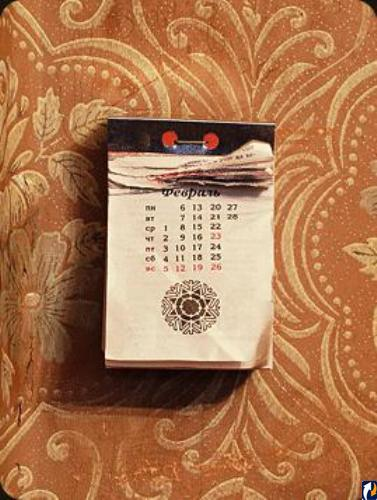 Февраль
пн 6 13 20 27
вт 7 14 21 28
ср 1 8 15 22
чт 2 9 16 23
пт 3 10 17 24
сб 4 11 18 25
вс 5 12 19 26